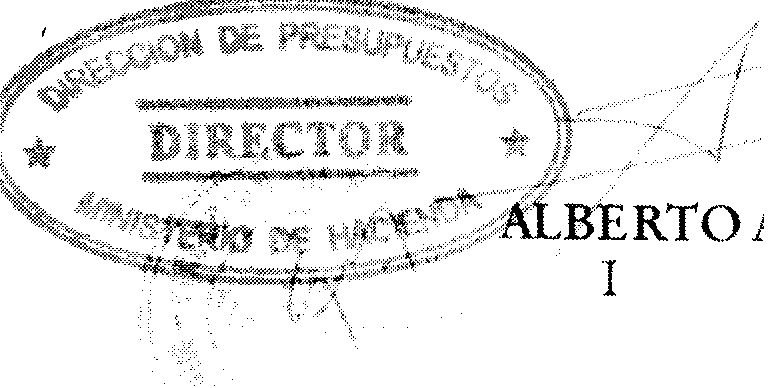 DIRECCION DE PRESUPUESTOS
DIRECTOR
MINISTERIO DE HACIENDA
ALBERTO A
I